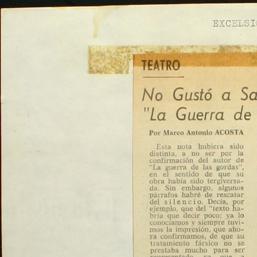 EXCELSI
TEATRO
No Gustó a Sa
"La Guerra de
Por Marco Antonio ACOSTA
Esta nota hubiera sido
distinta, a no ser por la
confirmación del autor de
"La guerra de las gordas",
en el sentido de que su
obra había sido tergiversa-
da. Sin embargo, algunos
párrafos habré de rescatar
del silencio. Decía, por
ejemplo, que del "texto ha-
bría que decir poco: ya lo
conocíamos y siempre tuvi-
mos la impresión, que aho-
ra confirmamos, de que su
tratamiento fársico no se
prestaba mucho para ser